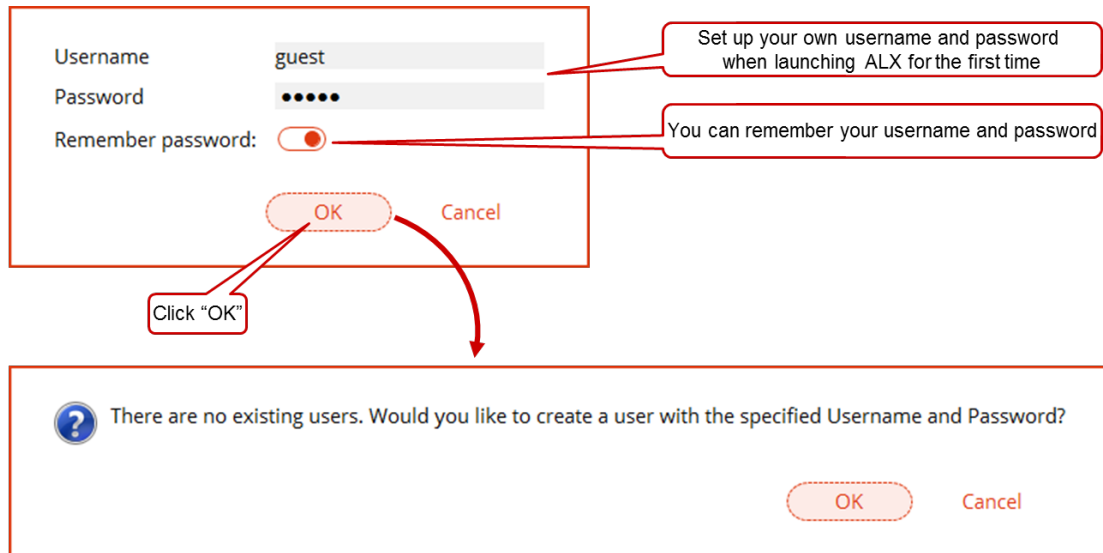 Username guest
Password •••••
Remember password:
OK Cancel
Set up your own username and password
when launching ALX for the first time
You can remember your username and password
Click “OK”
There are no existing users. Would you like to create a user with the specified Username and Password?
OK Cancel